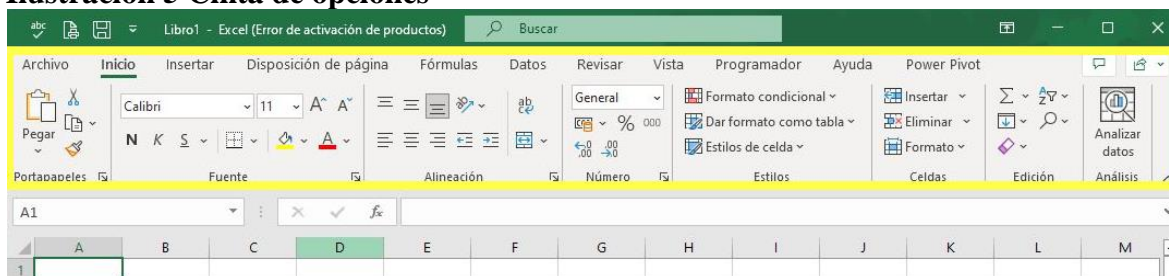 Ilustración 3 Cinta de opciones
Libro1 - Excel (Error de activación de productos) Buscar
Archivo Inicio Insertar Disposición de página Fórmulas Datos Revisar Vista Programador Ayuda Power Pivot
Calibri 11 General Formato condicional Insertar
Pegar Dar formato como tabla Eliminar Analizar datos
N K S Estilos de celda Formato
Portapapeles Fuente Alineación Número Estilos Celdas Edición Análisis
A1 fx
A B C D E F G H I J K L M
1